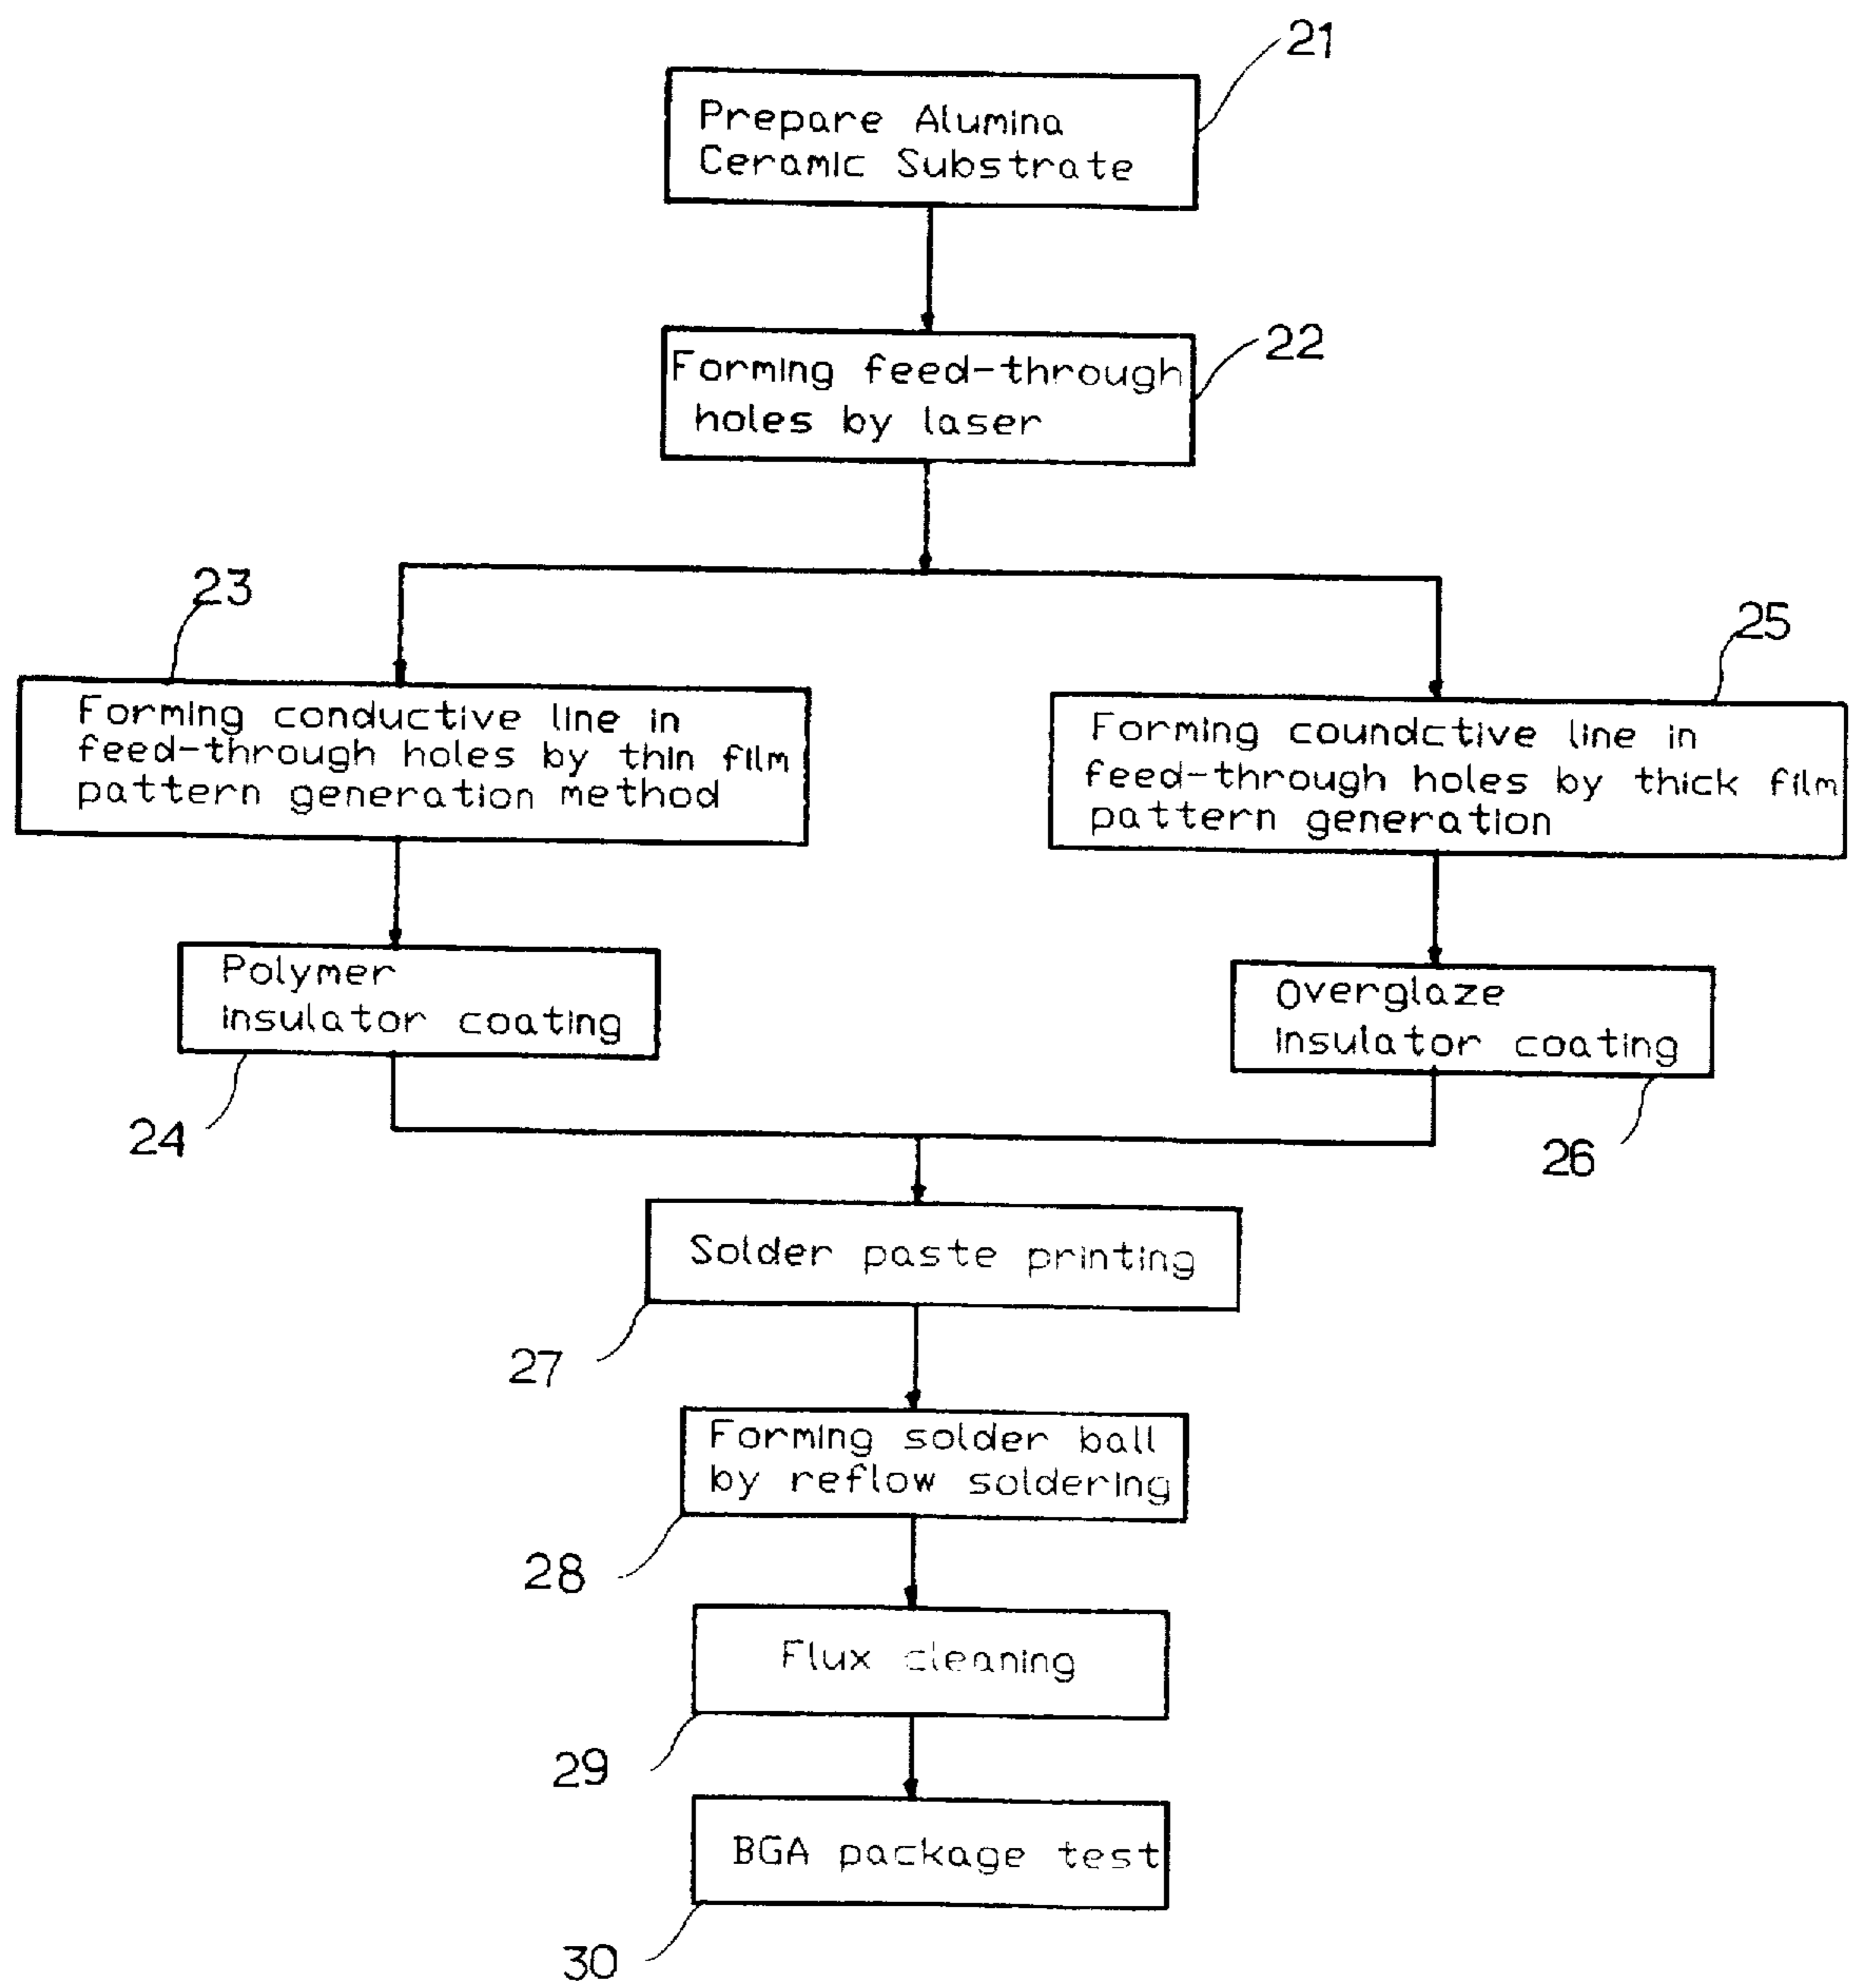 21
Prepare Alumina
Ceramic Substrate
22
Forming feed-through
holes by laser
23
Forming conductive line in
feed-through holes by thin film
pattern generation method
25
Forming coundctive line in
feed-through holes by thick film
pattern generation
Polymer
insulator coating
24
Overglaze
insulator coating
26
Solder paste printing
27
Forming solder ball
by reflow soldering
28
Flux cleaning
29
BGA package test
30